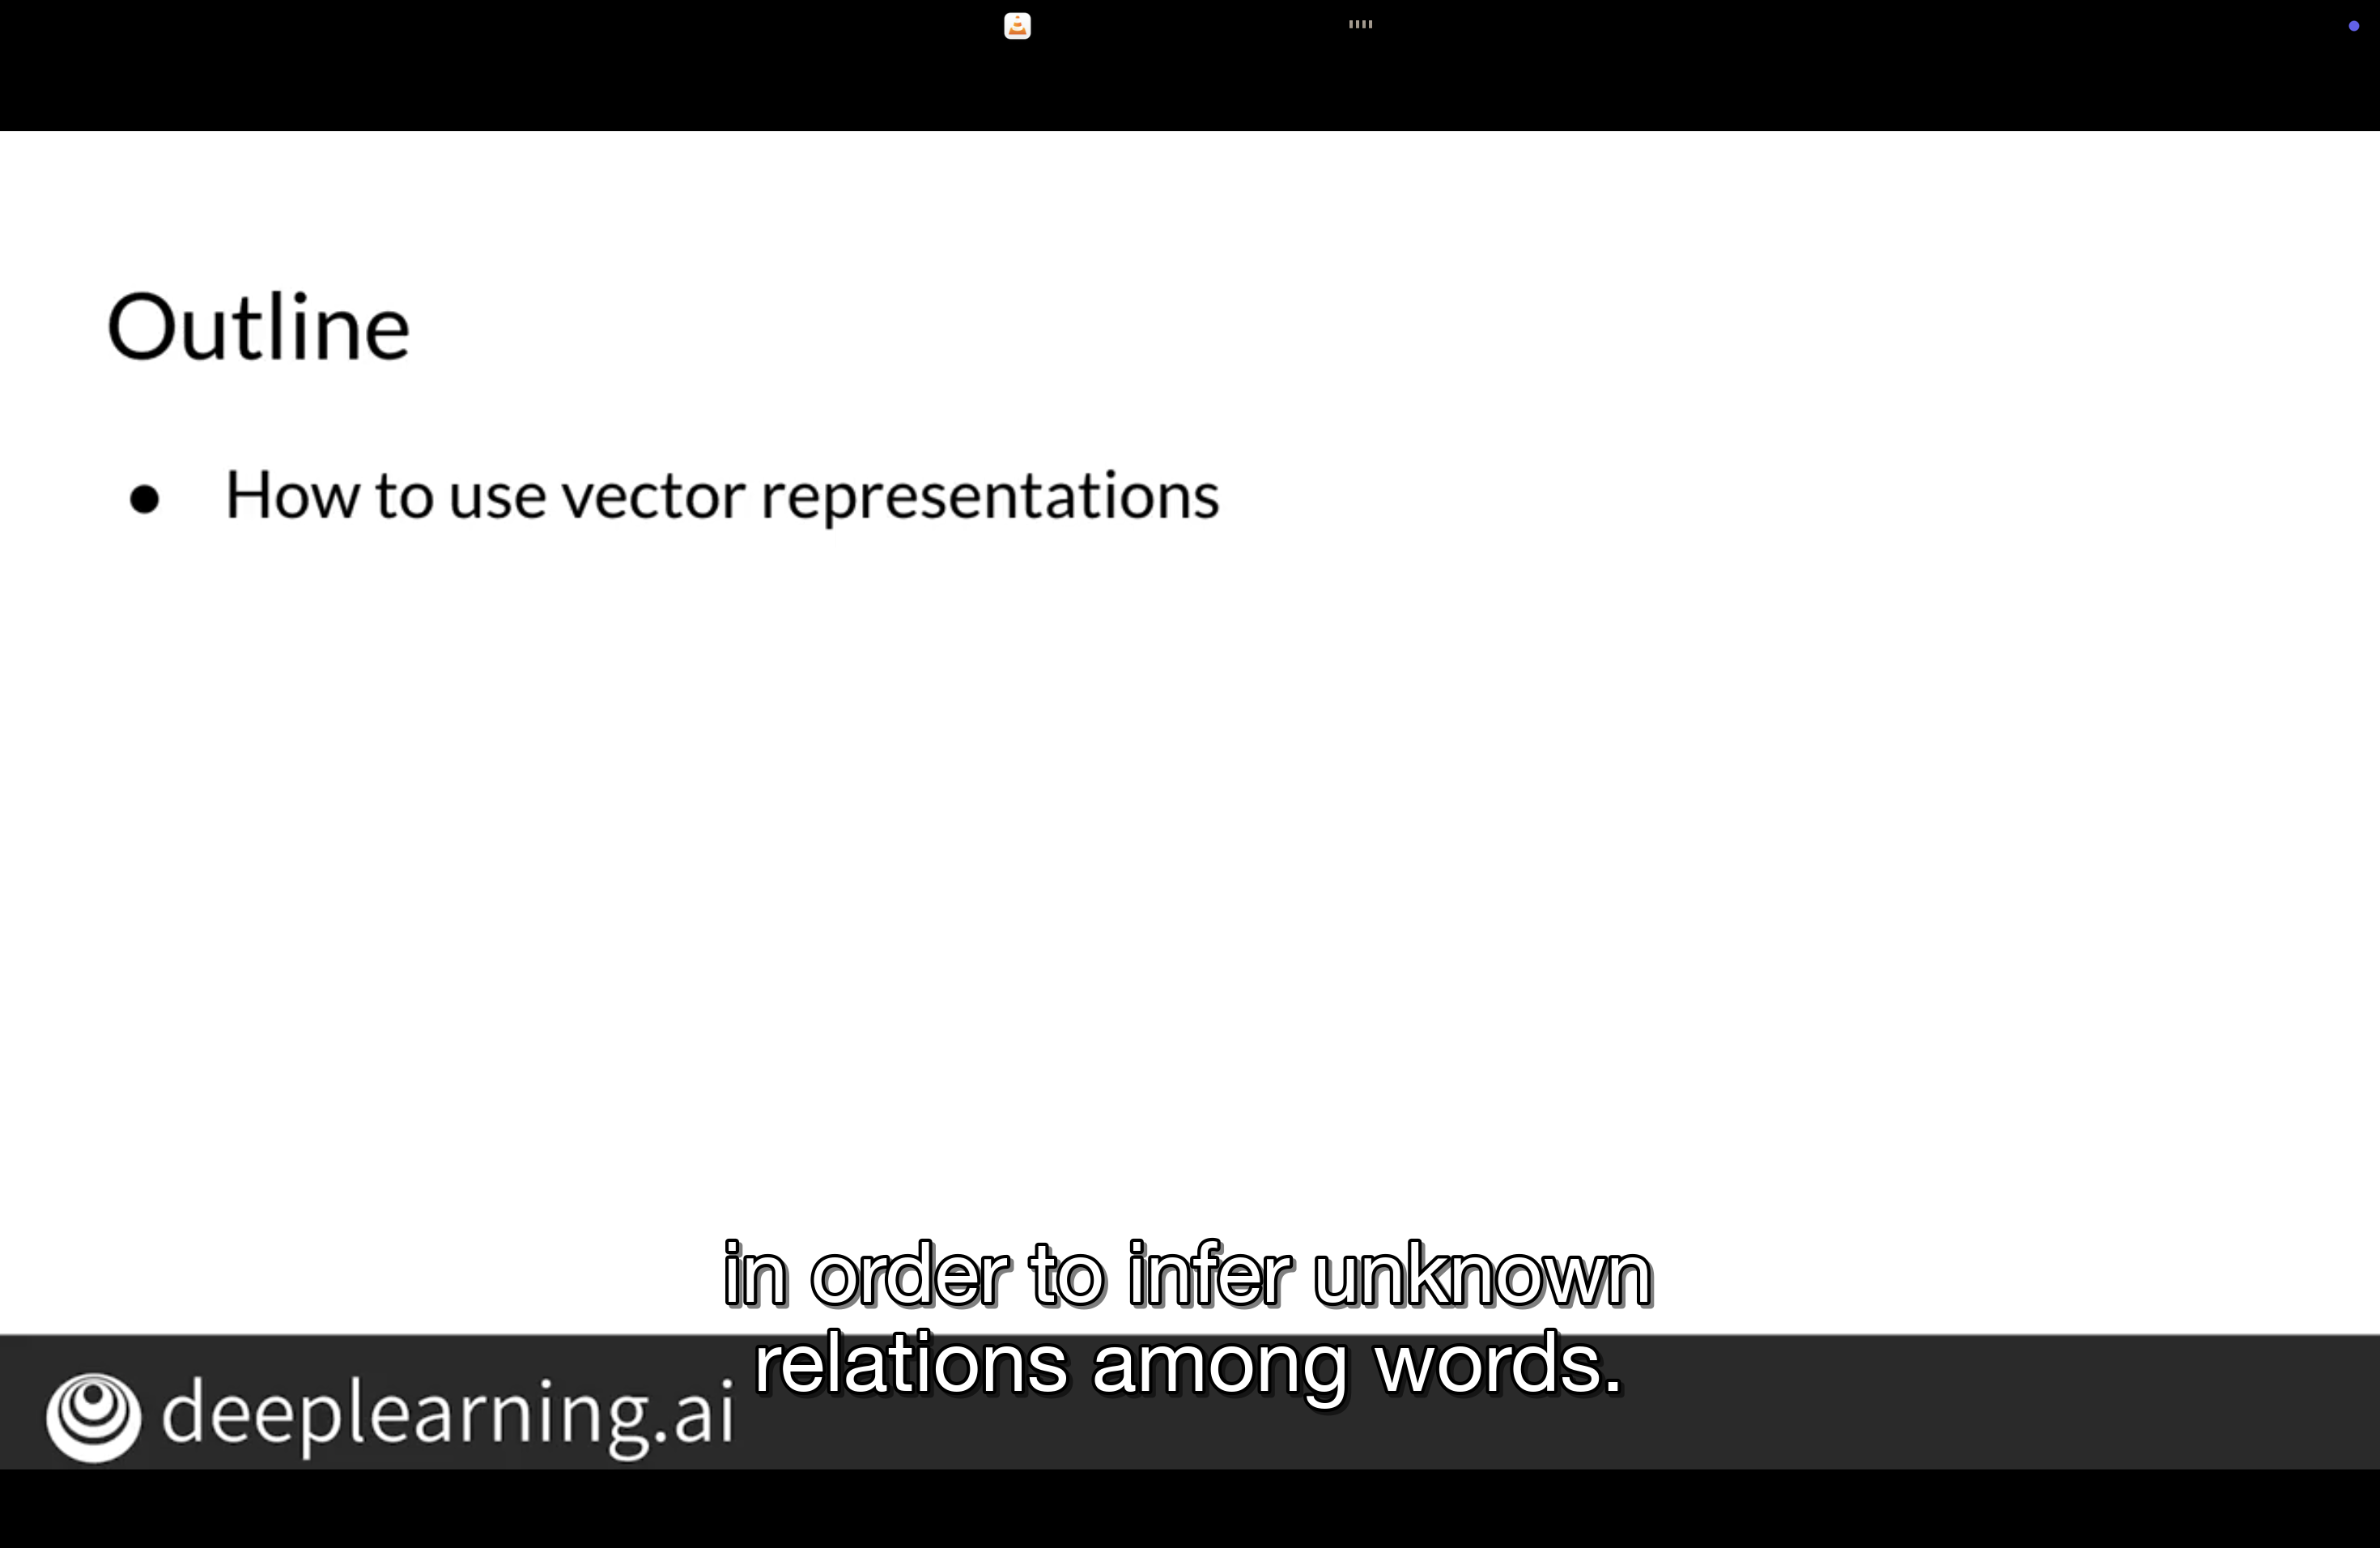 Outline
● How to use vector representations
in order to infer unknown
relations among words.
deeplearning.ai